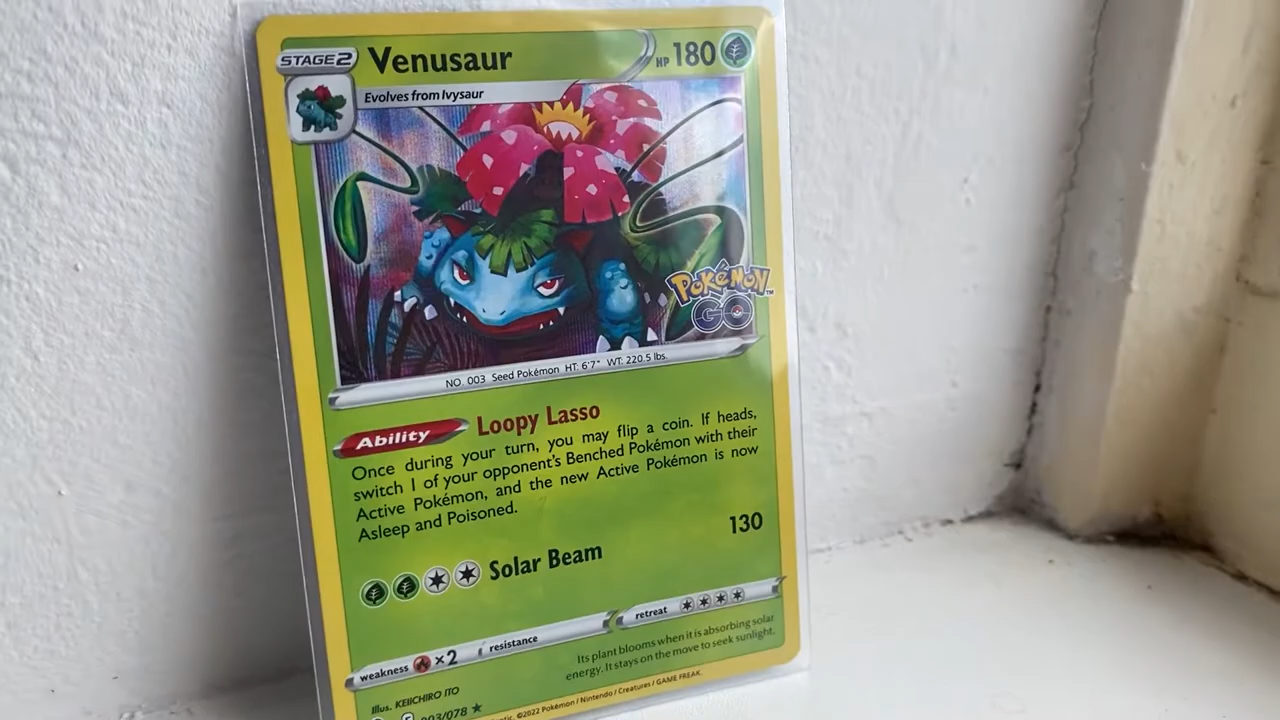 STAGE2 Venusaur HP 180
Evolves from Ivysaur
POKéMON™
GO
NO. 003 Seed Pokémon HT: 6'7" WT: 220.5 lbs.
Ability Loopy Lasso
Once during your turn, you may flip a coin. If heads,
switch 1 of your opponent's Benched Pokémon with their
Active Pokémon, and the new Active Pokémon is now
Asleep and Poisoned.
Solar Beam 130
weakness ×2 resistance retreat
Its plant blooms when it is absorbing solar
energy. It stays on the move to seek sunlight.
Illus. KEIICHIRO ITO
003/078 ★
©2022 Pokémon / Nintendo / Creatures / GAME FREAK.